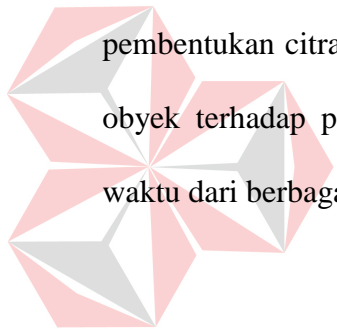 pembentukan citra
obyek terhadap p
waktu dari berbaga